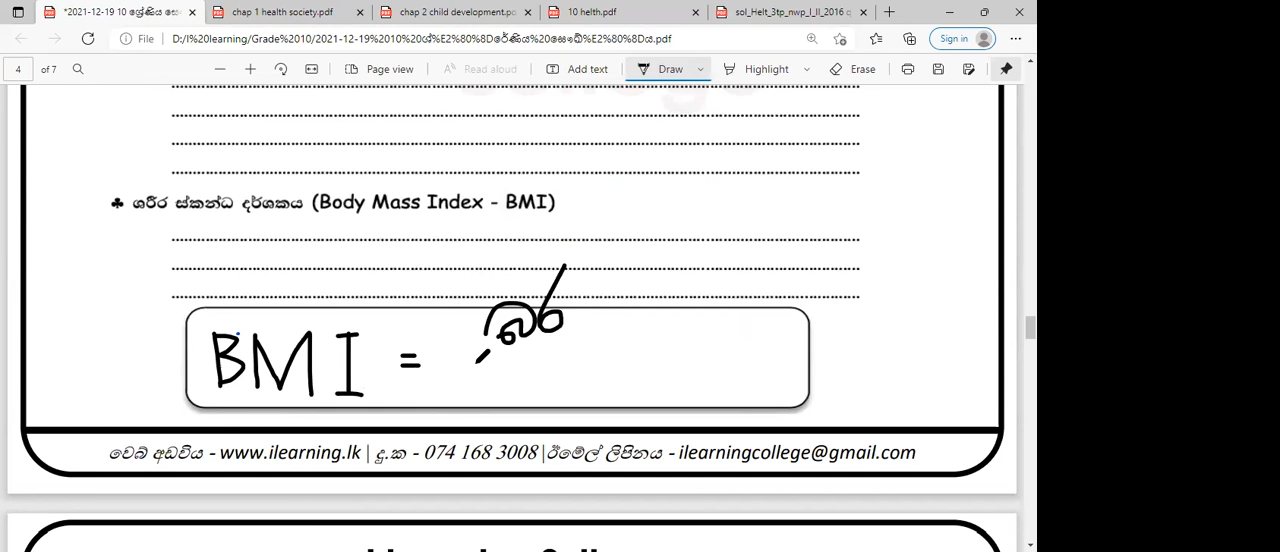 *2021-12-19 10 ශ්‍රේණිය සෞ
chap 1 health society.pdf
chap 2 child development.pd
10 helth.pdf
sol_Helt_3tp_nwp_I_II_2016 q
File
D:/I%20learning/Grade%2010/2021-12-19%2010%20ශ්%E2%80%8Dරේණිය%20සෞඛ්%E2%80%8Dය.pdf
Sign in
4 of 7
Page view
Read aloud
Add text
Draw
Highlight
Erase
♣ ශරීර ස්කන්ධ දර්ශකය (Body Mass Index - BMI)
BMI = බර
වෙබ් අඩවිය - www.ilearning.lk | දු.ක - 074 168 3008 | ඊමේල් ලිපිනය - ilearningcollege@gmail.com